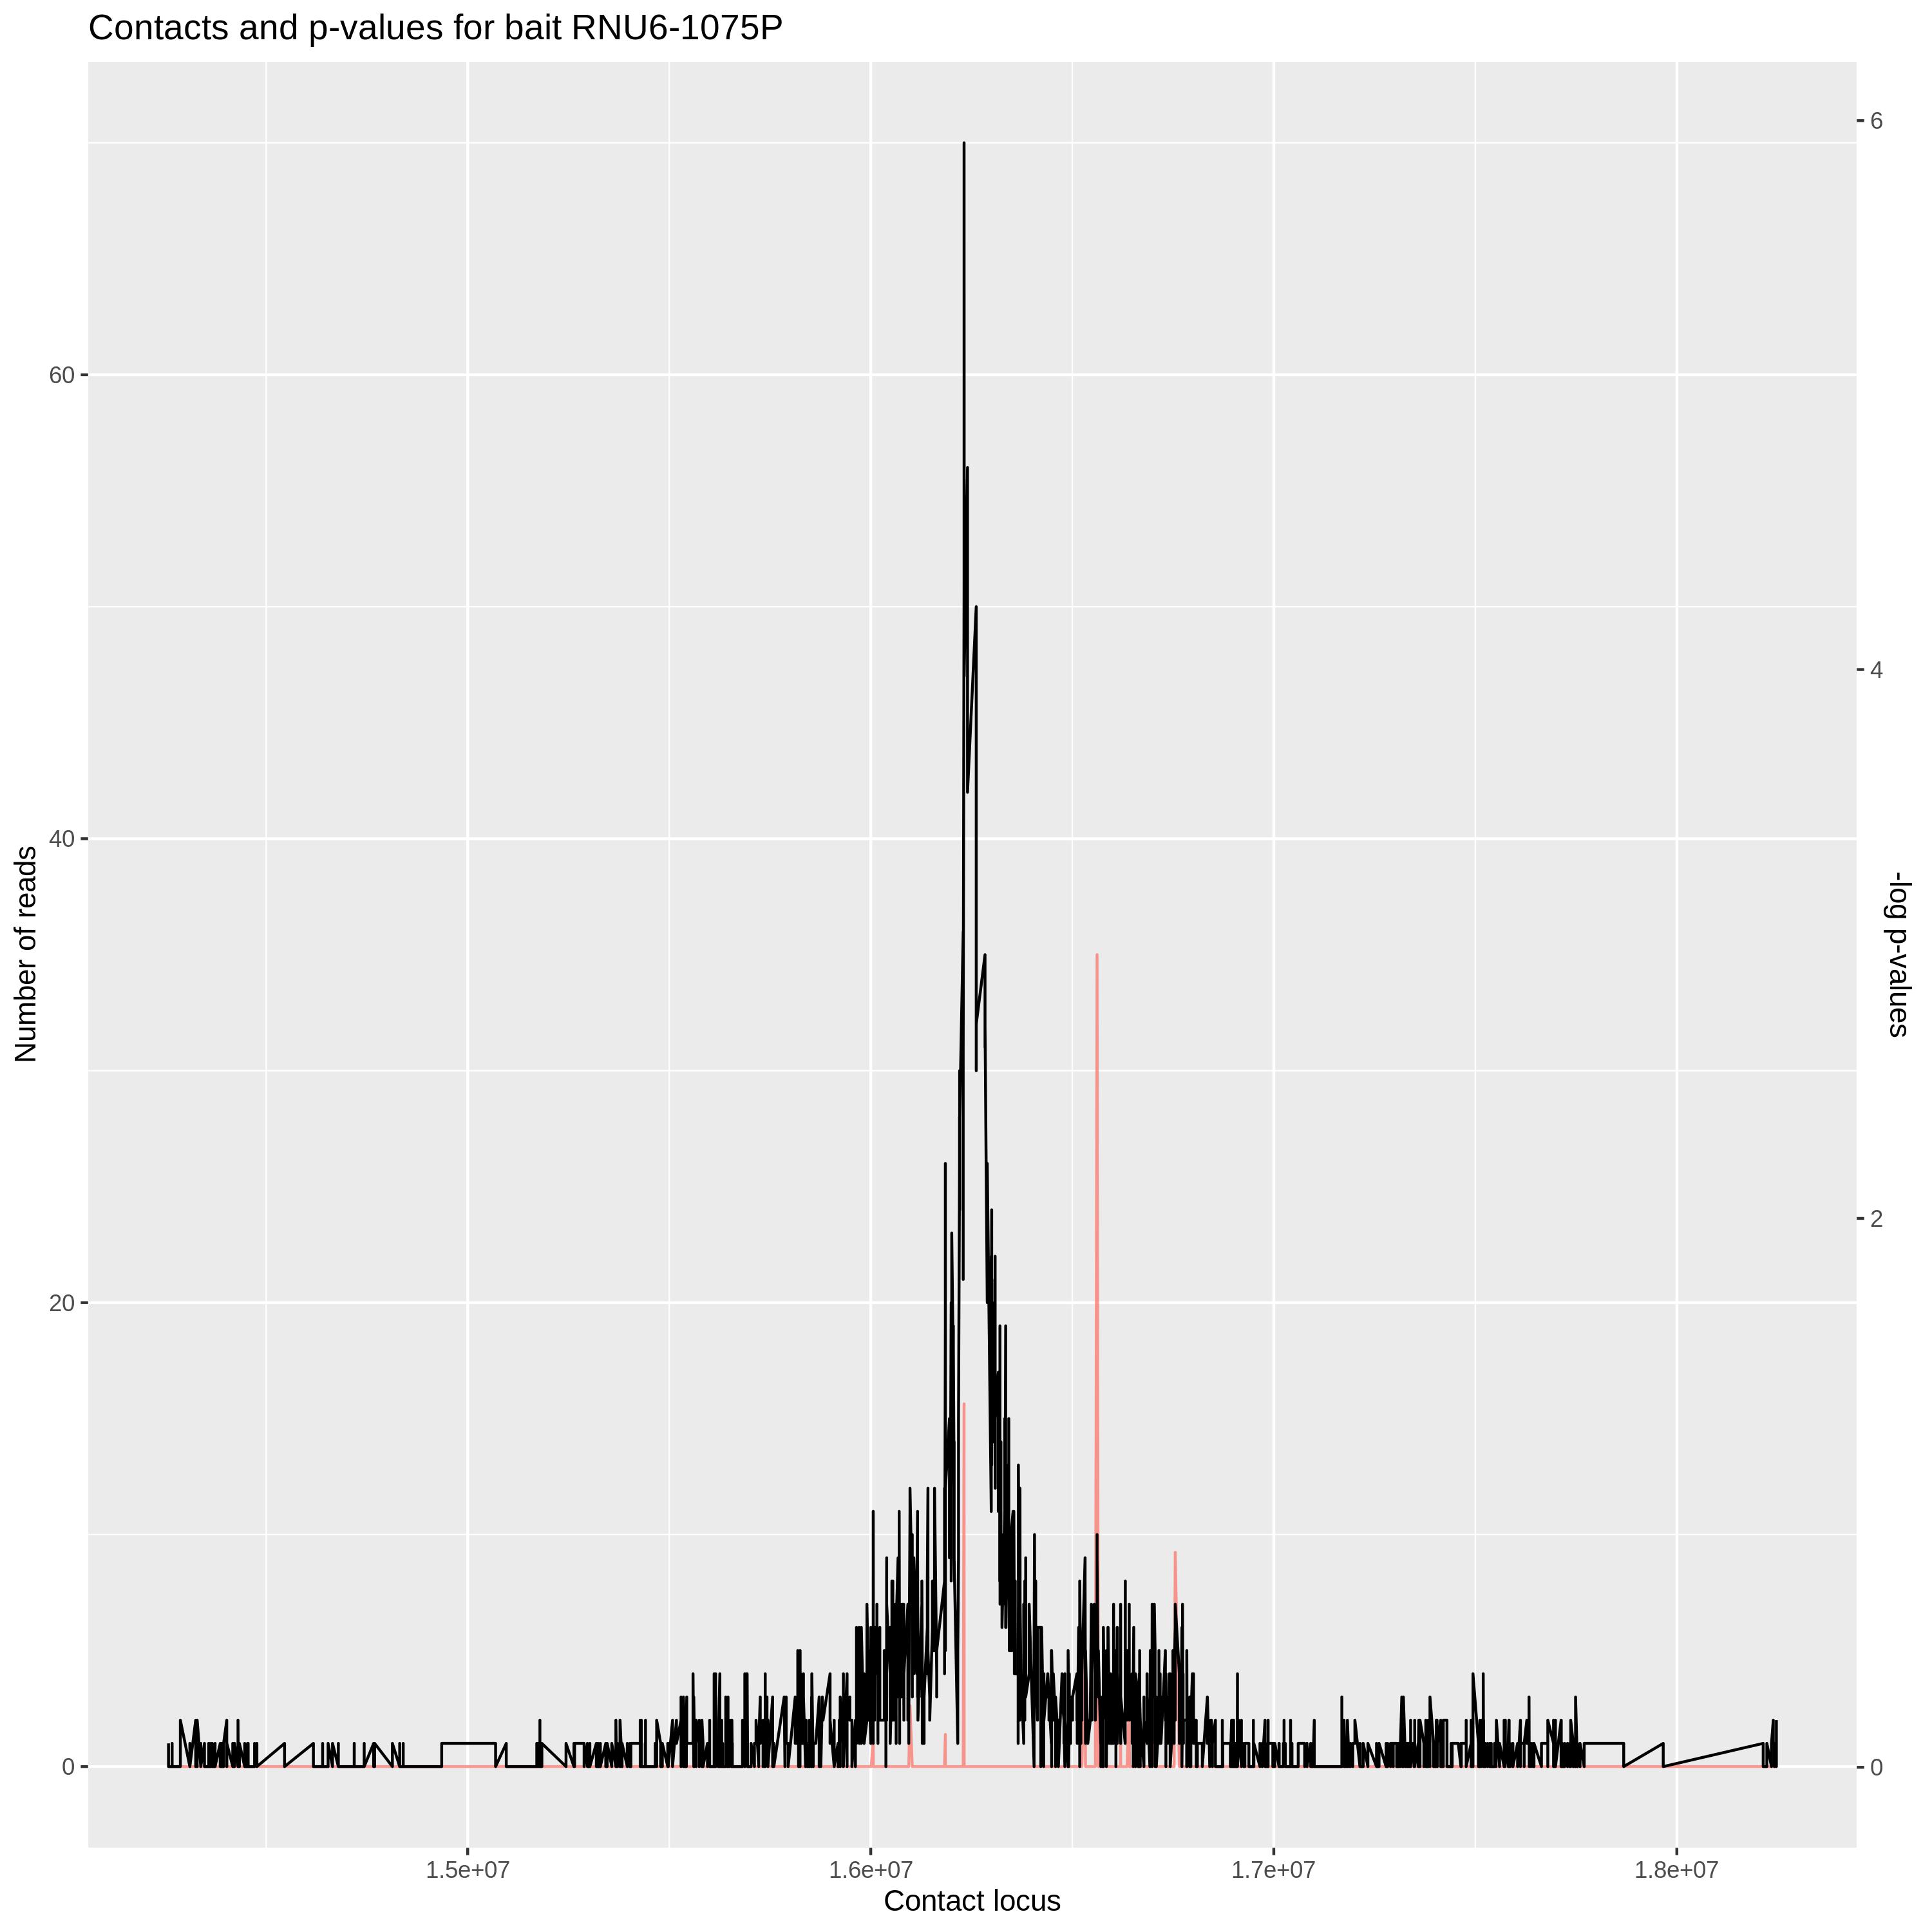 Contacts and p-values for bait RNU6-1075P
6
60
4
40
Number of reads
-log p-values
2
20
0
0
1.5e+07
1.6e+07
1.7e+07
1.8e+07
Contact locus